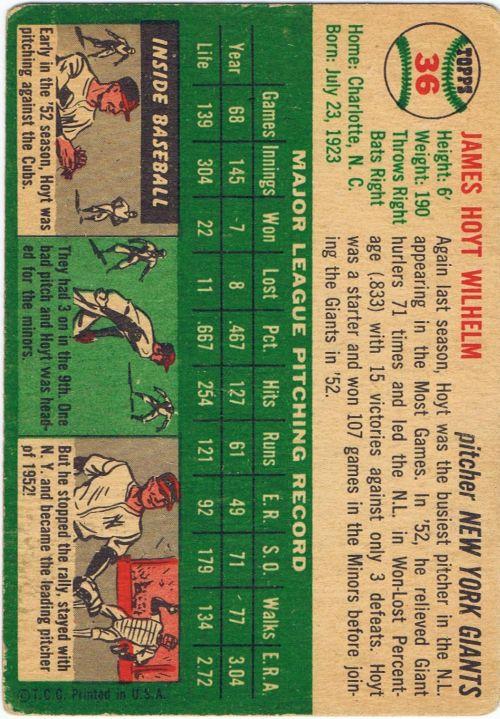 TOPPS
36
JAMES HOYT WILHELM
pitcher NEW YORK GIANTS
Height: 6'
Weight: 190
Throws Right
Bats Right
Home: Charlotte, N. C.
Born: July 23, 1923
Again last season, Hoyt was the busiest pitcher in the N.L.
appearing in the Most Games. In '52, he relieved Giant
hurlers 71 times and led the N.L. in Won-Lost Percent-
age (.833) with 15 victories against only 3 defeats. Hoyt
was a starter and won 107 games in the Minors before join-
ing the Giants in '52.
MAJOR LEAGUE PITCHING RECORD
Games Innings Won Lost Pct. Hits Runs E.R. S.O. Walks E.R.A.
Year 68 145 7 8 .467 127 61 49 71 77 3.04
Life 139 304 22 11 .667 254 121 92 179 134 2.72
INSIDE BASEBALL
Early in the '52 season, Hoyt was
pitching against the Cubs.
They had 3 on in the 9th. One
bad pitch and Hoyt was head-
ed for the minors.
But he stopped the rally, stayed with
N. Y. and became the leading pitcher
of 1952!
© T.C.G. Printed in U.S.A.